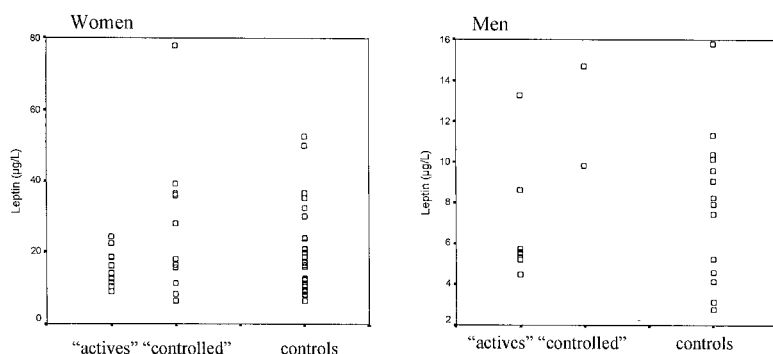 Women
80
60
40
20
0
Leptin (µg/L)
"actives" "controlled" controls
Men
16
14
12
10
8
6
4
2
Leptin (µg/L)
"actives" "controlled" controls